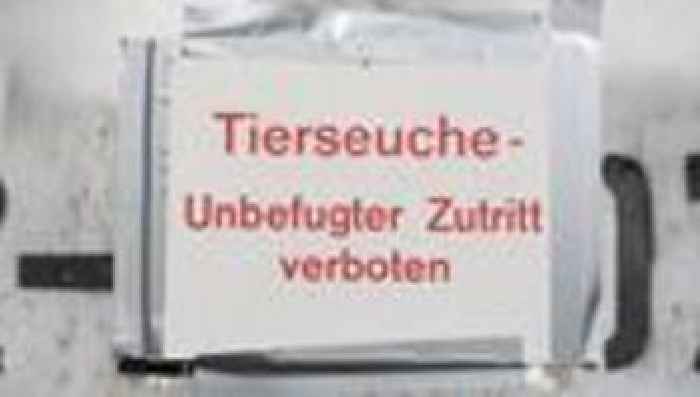 Tierseuche-
Unbefugter Zutritt
verboten